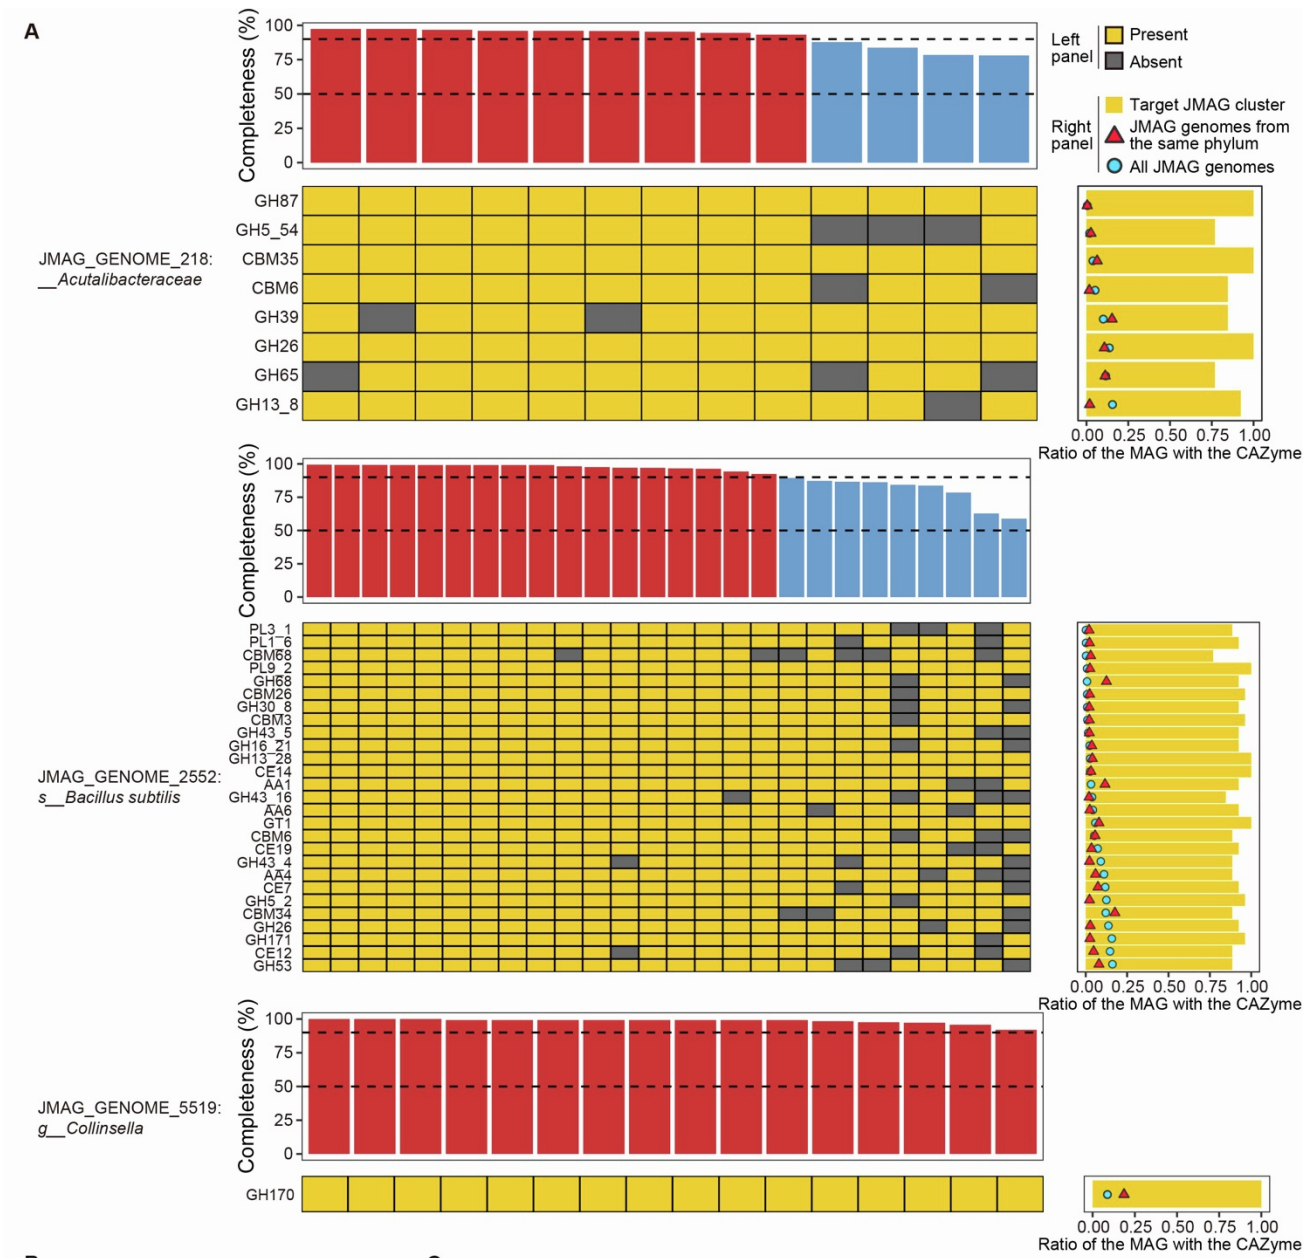 A
Completeness (%)
100
75
50
25
0
Left
panel
Present
Absent
Right
panel
Target JMAG cluster
JMAG genomes from
the same phylum
All JMAG genomes
JMAG_GENOME_218:
__Acutalibacteraceae
GH87
GH5_54
CBM35
CBM6
GH39
GH26
GH65
GH13_8
0.00 0.25 0.50 0.75 1.00
Ratio of the MAG with the CAZyme
Completeness (%)
100
75
50
25
0
JMAG_GENOME_2552:
s__Bacillus subtilis
PL3_1
PL1_6
CBM68
PL9_2
GH68
CBM26
GH30_8
CBM3
GH43_5
GH16_21
GH13_28
CE14
AA1
GH43_16
AA6
GT1
CBM6
CE19
GH43_4
AA4
CE7
GH5_2
CBM34
GH26
GH171
CE12
GH53
0.00 0.25 0.50 0.75 1.00
Ratio of the MAG with the CAZyme
Completeness (%)
100
75
50
25
0
JMAG_GENOME_5519:
g__Collinsella
GH170
0.00 0.25 0.50 0.75 1.00
Ratio of the MAG with the CAZyme